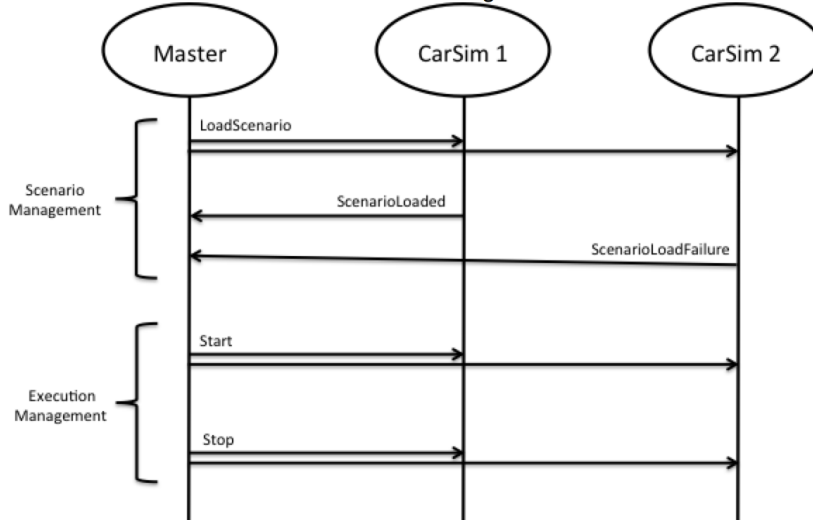 Master
CarSim 1
CarSim 2
LoadScenario
Scenario
Management
ScenarioLoaded
ScenarioLoadFailure
Start
Execution
Management
Stop